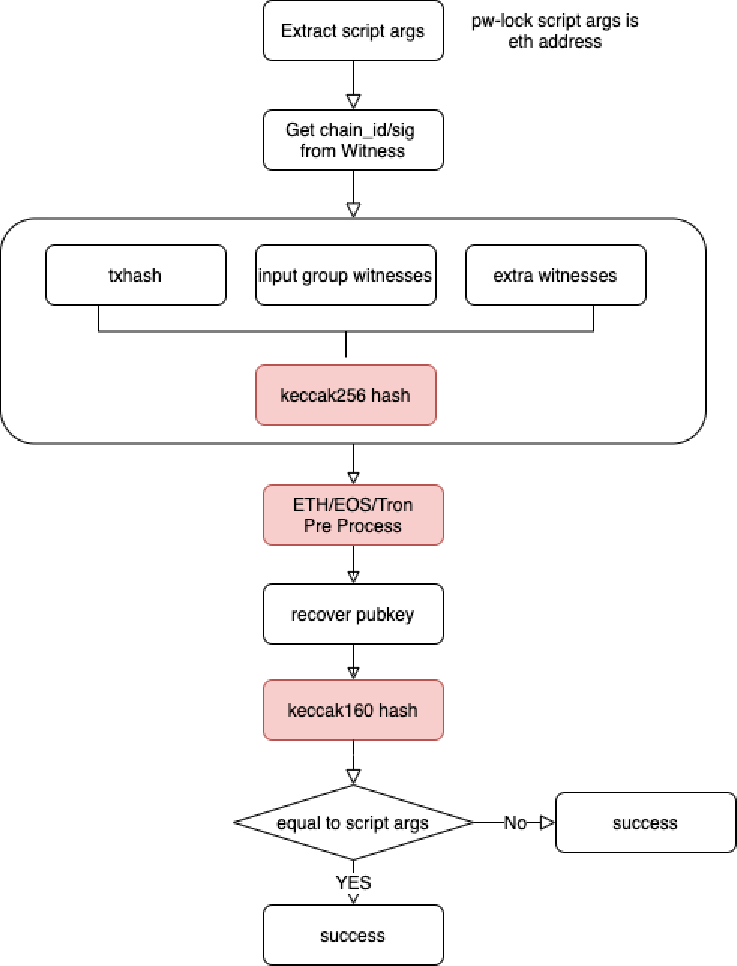 Extract script args
pw-lock script args is
eth address
Get chain_id/sig
from Witness
txhash
input group witnesses
extra witnesses
keccak256 hash
ETH/EOS/Tron
Pre Process
recover pubkey
keccak160 hash
equal to script args
No
success
YES
success